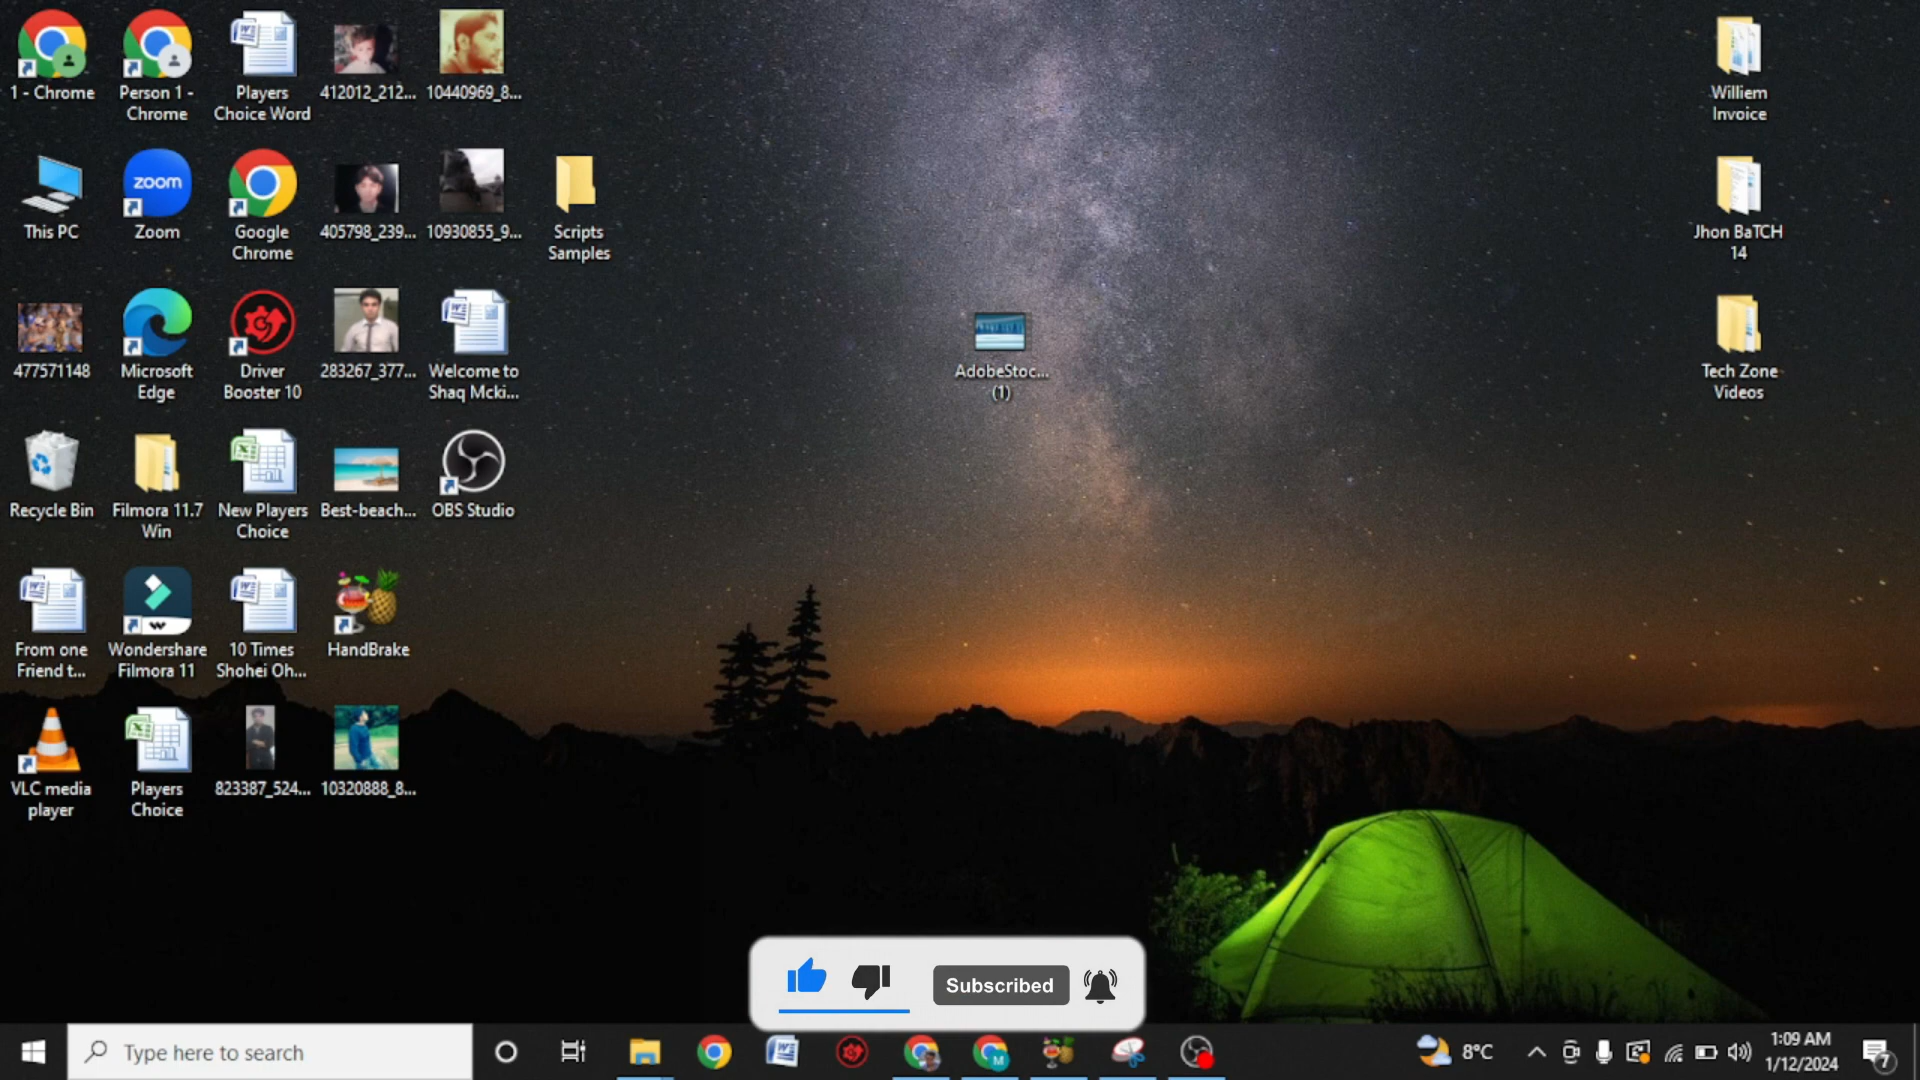 1 - Chrome
Person 1 -
Chrome
Players
Choice Word
412012_212...
10440969_8...
Williem
Invoice
This PC
zoom
Zoom
Google
Chrome
405798_239...
10930855_9...
Scripts
Samples
Jhon BaTCH
14
477571148
Microsoft
Edge
Driver
Booster 10
283267_377...
Welcome to
Shaq Mcki...
AdobeStoc...
(1)
Tech Zone
Videos
Recycle Bin
Filmora 11.7
Win
New Players
Choice
Best-beach...
OBS Studio
From one
Friend t...
Wondershare
Filmora 11
10 Times
Shohei Oh...
HandBrake
VLC media
player
Players
Choice
823387_524...
10320888_8...
Subscribed
Type here to search
M
8°C
1:09 AM
1/12/2024
7